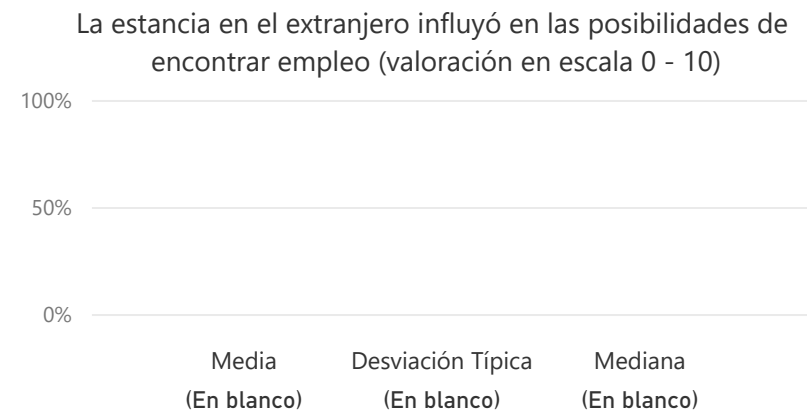 La estancia en el extranjero influyó en las posibilidades de
encontrar empleo (valoración en escala 0 - 10)
100%
50%
0%
Media Desviación Típica Mediana
(En blanco) (En blanco) (En blanco)